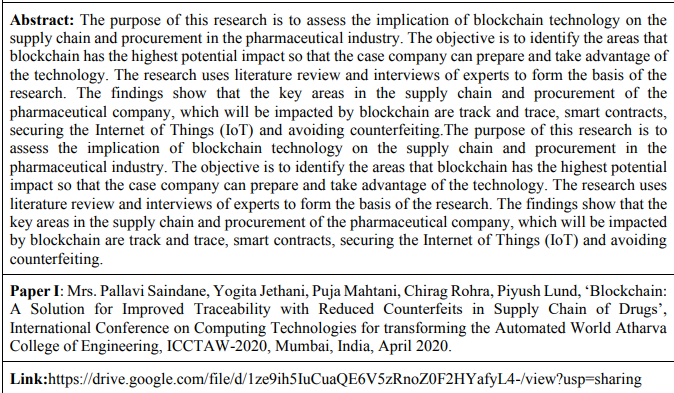 Abstract: The purpose of this research is to assess the implication of blockchain technology on the
supply chain and procurement in the pharmaceutical industry. The objective is to identify the areas that
blockchain has the highest potential impact so that the case company can prepare and take advantage of
the technology. The research uses literature review and interviews of experts to form the basis of the
research. The findings show that the key areas in the supply chain and procurement of the
pharmaceutical company, which will be impacted by blockchain are track and trace, smart contracts,
securing the Internet of Things (IoT) and avoiding counterfeiting.The purpose of this research is to
assess the implication of blockchain technology on the supply chain and procurement in the
pharmaceutical industry. The objective is to identify the areas that blockchain has the highest potential
impact so that the case company can prepare and take advantage of the technology. The research uses
literature review and interviews of experts to form the basis of the research. The findings show that the
key areas in the supply chain and procurement of the pharmaceutical company, which will be impacted
by blockchain are track and trace, smart contracts, securing the Internet of Things (IoT) and avoiding
counterfeiting.
Paper I: Mrs. Pallavi Saindane, Yogita Jethani, Puja Mahtani, Chirag Rohra, Piyush Lund, ‘Blockchain:
A Solution for Improved Traceability with Reduced Counterfeits in Supply Chain of Drugs’,
International Conference on Computing Technologies for transforming the Automated World Atharva
College of Engineering, ICCTAW-2020, Mumbai, India, April 2020.
Link:https://drive.google.com/file/d/1ze9ih5IuCuaQE6V5zRnoZ0F2HYafyL4-/view?usp=sharing